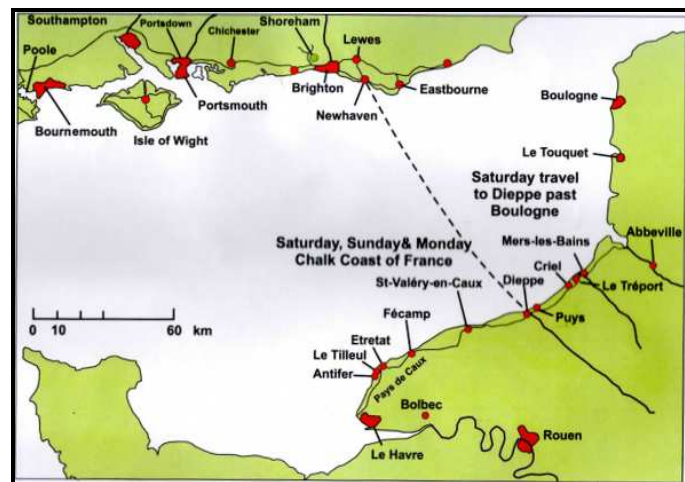 Southampton
Portsdown
Chichester
Shoreham
Lewes
Poole
Bournemouth
Isle of Wight
Portsmouth
Brighton
Newhaven
Eastbourne
Boulogne
Le Touquet
Saturday travel
to Dieppe past
Boulogne
Saturday, Sunday& Monday
Chalk Coast of France
Mers-les-Bains
Abbeville
Criel
St-Valéry-en-Caux
Dieppe
Le Tréport
Puys
0 10 60 km
Fécamp
Etretat
Le Tilleul
Antifer
Pays de Caux
Bolbec
Le Havre
Rouen